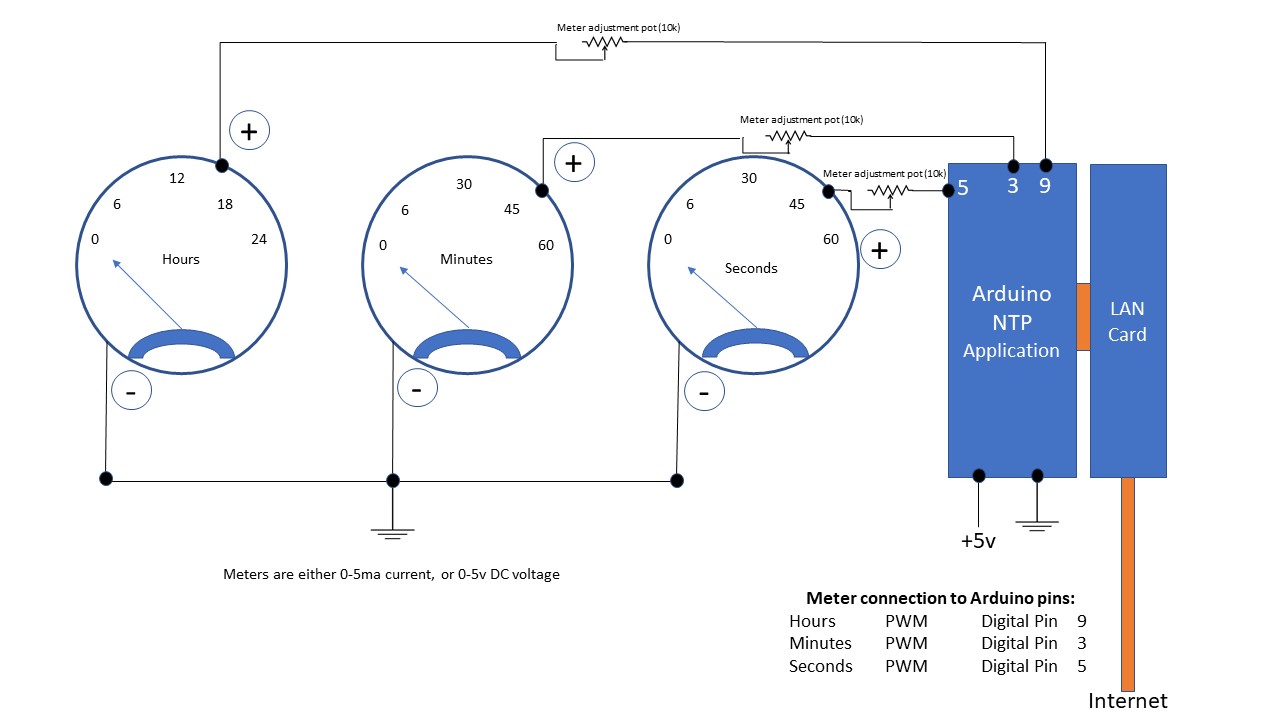 Meter adjustment pot (10k)
Meter adjustment pot (10k)
Meter adjustment pot (10k)
+
+
+
12
6
18
0
24
Hours
30
6
45
0
60
Minutes
30
6
45
0
60
Seconds
5 3 9
Arduino
NTP
Application
LAN
Card
-
-
-
+5v
Meters are either 0-5ma current, or 0-5v DC voltage
Meter connection to Arduino pins:
Hours PWM Digital Pin 9
Minutes PWM Digital Pin 3
Seconds PWM Digital Pin 5
Internet